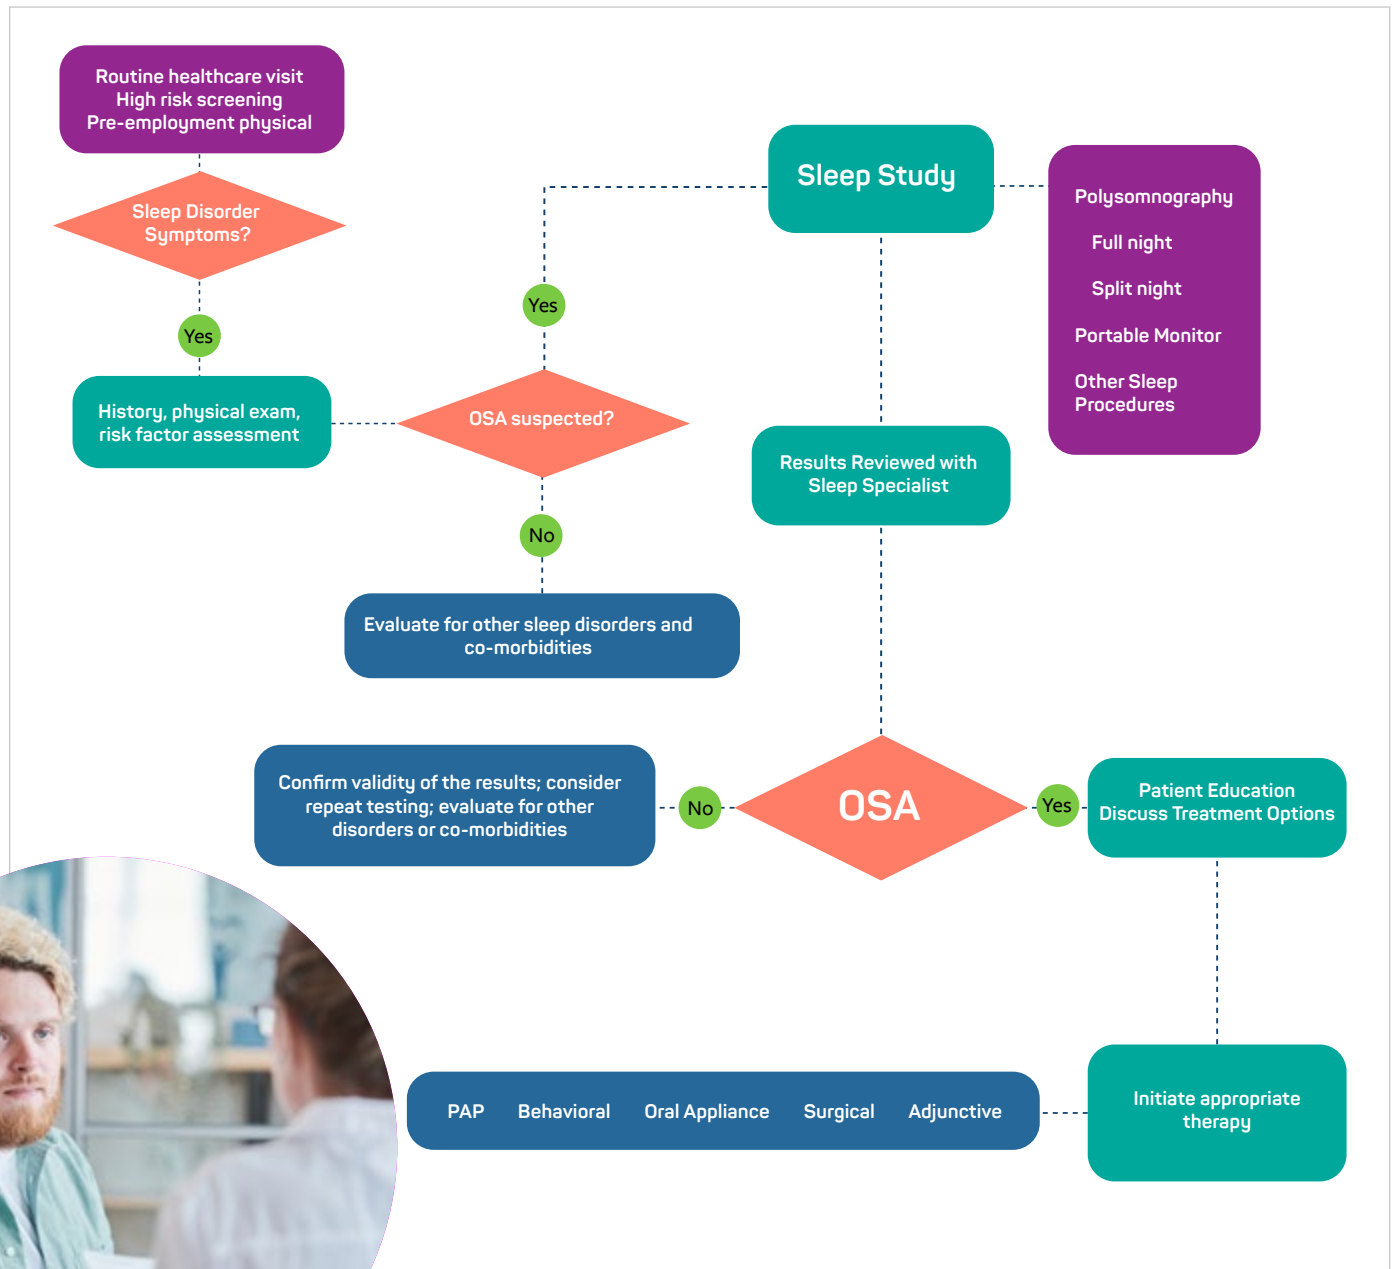 Routine healthcare visit
High risk screening
Pre-employment physical
Sleep Disorder
Symptoms?
Yes
History, physical exam,
risk factor assessment
OSA suspected?
Yes
No
Evaluate for other sleep disorders and
co-morbidities
Sleep Study
Polysomnography
Full night
Split night
Portable Monitor
Other Sleep
Procedures
Results Reviewed with
Sleep Specialist
OSA
No
Confirm validity of the results; consider
repeat testing; evaluate for other
disorders or co-morbidities
Yes
Patient Education
Discuss Treatment Options
Initiate appropriate
therapy
PAP Behavioral Oral Appliance Surgical Adjunctive